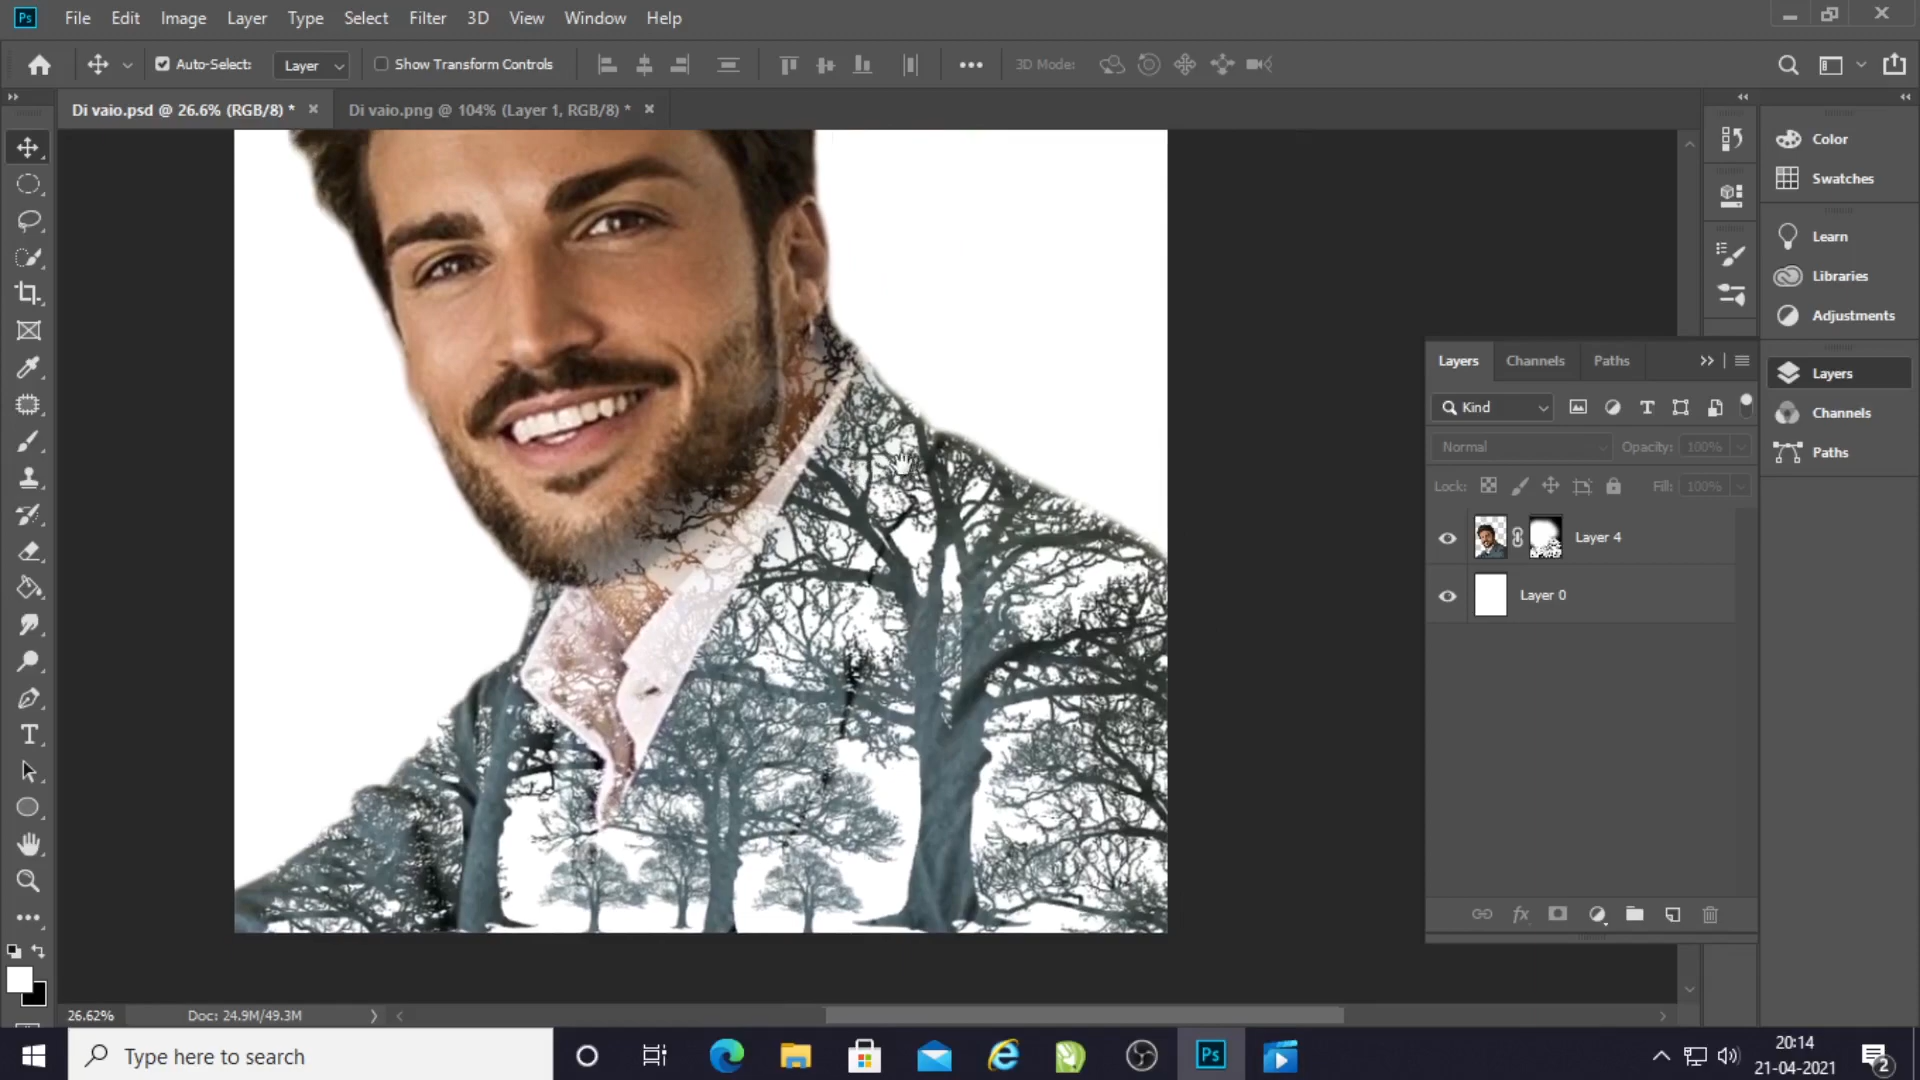 Ps File Edit Image Layer Type Select Filter 3D View Window Help
Auto-Select: Layer Show Transform Controls 3D Mode:
Di vaio.psd @ 26.6% (RGB/8) * Di vaio.png @ 104% (Layer 1, RGB/8) *
Color
Swatches
Learn
Libraries
Adjustments
Layers
Channels
Paths
Layers Channels Paths
Kind
Normal Opacity: 100%
Lock: Fill: 100%
Layer 4
Layer 0
26.62% Doc: 24.9M/49.3M
Type here to search
Ps
20:14
21-04-2021
2